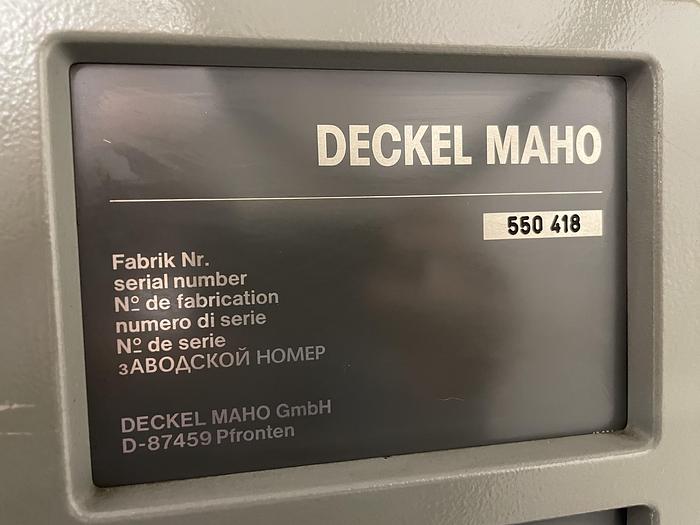 DECKEL MAHO
550 418
Fabrik Nr.
serial number
Nº de fabrication
numero di serie
Nº de serie
зАВОДСКОЙ НОМЕР
DECKEL MAHO GmbH
D-87459 Pfronten